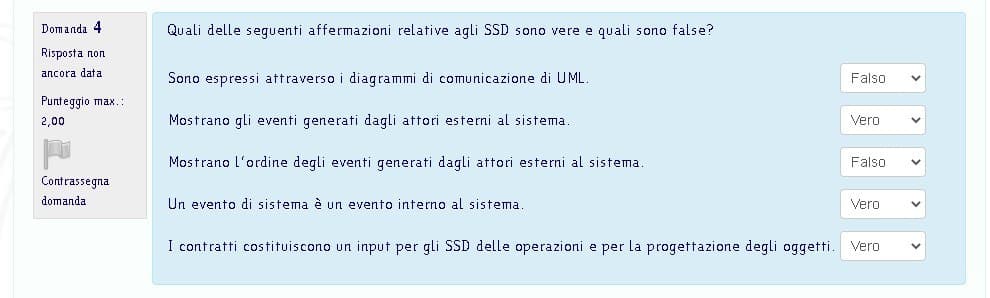 Domanda 4
Risposta non
ancora data
Punteggio max.:
2,00
Contrassegna
domanda
Quali delle seguenti affermazioni relative agli SSD sono vere e quali sono false?
Sono espressi attraverso i diagrammi di comunicazione di UML. Falso
Mostrano gli eventi generati dagli attori esterni al sistema. Vero
Mostrano l'ordine degli eventi generati dagli attori esterni al sistema. Falso
Un evento di sistema è un evento interno al sistema. Vero
I contratti costituiscono un input per gli SSD delle operazioni e per la progettazione degli oggetti. Vero